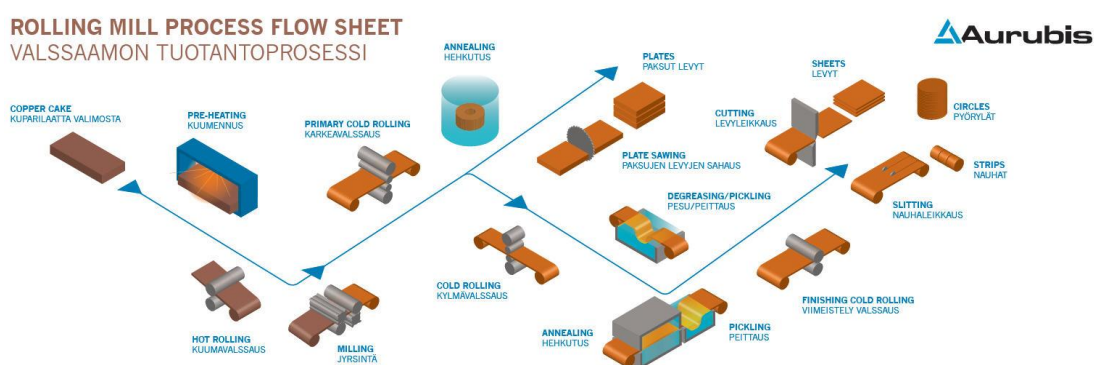 ROLLING MILL PROCESS FLOW SHEET
VALSSAAMON TUOTANTOPROSESSI
Aurubis
COPPER CAKE
KUPARILAATTA VALIMOSTA
PRE-HEATING
KUUMENNUS
HOT ROLLING
KUUMAVALSSAUS
MILLING
JYRSINTÄ
PRIMARY COLD ROLLING
KARKEAVALSSAUS
ANNEALING
HEHKUTUS
PLATES
PAKSUT LEVYT
PLATE SAWING
PAKSUJEN LEVYJEN SAHAUS
COLD ROLLING
KYLMÄVALSSAUS
DEGREASING/PICKLING
PESU/PEITTAUS
ANNEALING
HEHKUTUS
PICKLING
PEITTAUS
FINISHING COLD ROLLING
VIIMEISTELY VALSSAUS
CUTTING
LEVYLEIKKAUS
SHEETS
LEVYT
CIRCLES
PYÖRYLÄT
STRIPS
NAUHAT
SLITTING
NAUHALEIKKAUS